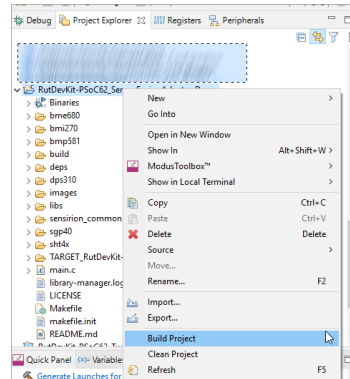 Debug Project Explorer Registers Peripherals
RutDevKit-PSoC62_Sen
Binaries
bme680
bmi270
bmp581
build
deps
dps310
images
libs
sensirion_common
sgp40
sht4x
TARGET_RutDevKit-
main.c
library-manager.log
LICENSE
Makefile
makefile.init
README.md
New
Go Into
Open in New Window
Show In Alt+Shift+W >
ModusToolbox™
Show in Local Terminal
Copy Ctrl+C
Paste Ctrl+V
Delete Delete
Source
Move...
Rename... F2
Import...
Export...
Build Project
Clean Project
Refresh F5
Quick Panel (x)= Variables
Generate Launches for